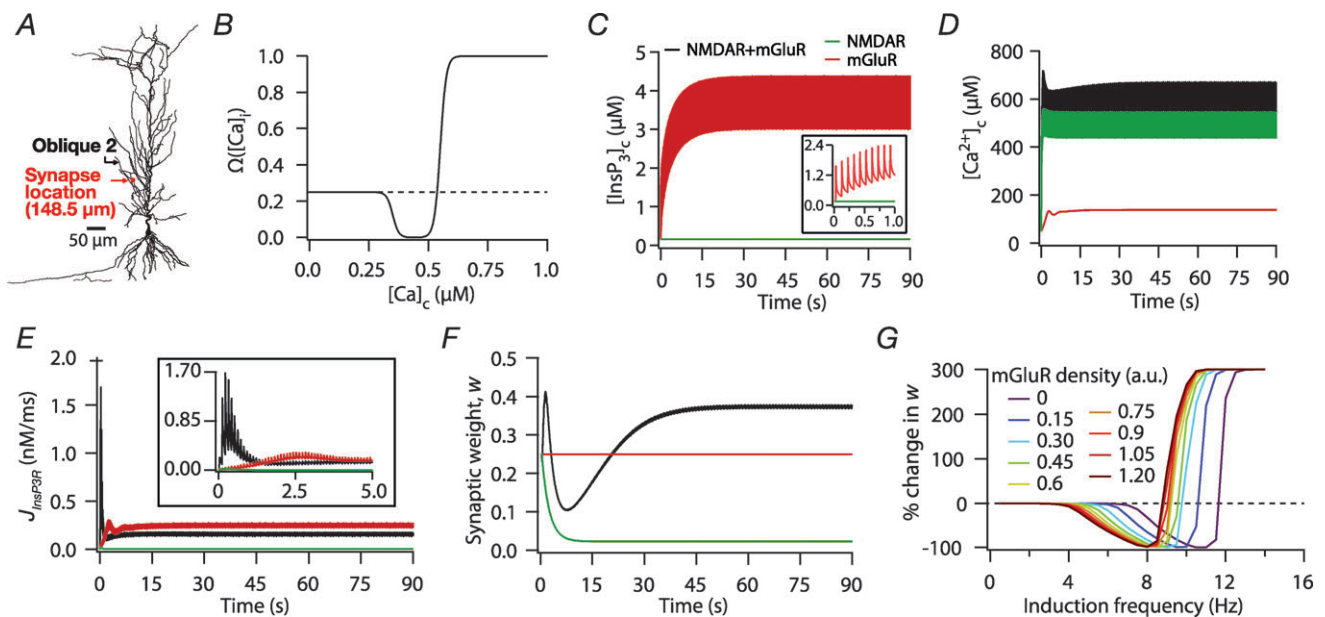 A
Oblique 2
Synapse
location
(148.5 µm)
50 µm
B
Ω([Ca]i)
1.0
0.8
0.6
0.4
0.2
0.0
0.0 0.25 0.5 0.75 1.0
[Ca]c (µM)
C
NMDAR+mGluR
NMDAR
mGluR
[InsP3]c (µM)
5
4
3
2
1
0
2.4
1.2
0.0
0 0.5 1.0
0 15 30 45 60 75 90
Time (s)
D
[Ca2+]c (µM)
800
600
400
200
0
0 15 30 45 60 75 90
Time (s)
E
JInsP3R (nM/ms)
2.0
1.5
1.0
0.5
0.0
1.70
0.85
0.00
0 2.5 5.0
0 15 30 45 60 75 90
Time (s)
F
Synaptic weight, w
0.5
0.4
0.3
0.2
0.1
0.0
0 15 30 45 60 75 90
Time (s)
G
% change in w
300
200
100
0
-100
mGluR density (a.u.)
0
0.15
0.30
0.45
0.6
0.75
0.9
1.05
1.20
0 4 8 12 16
Induction frequency (Hz)